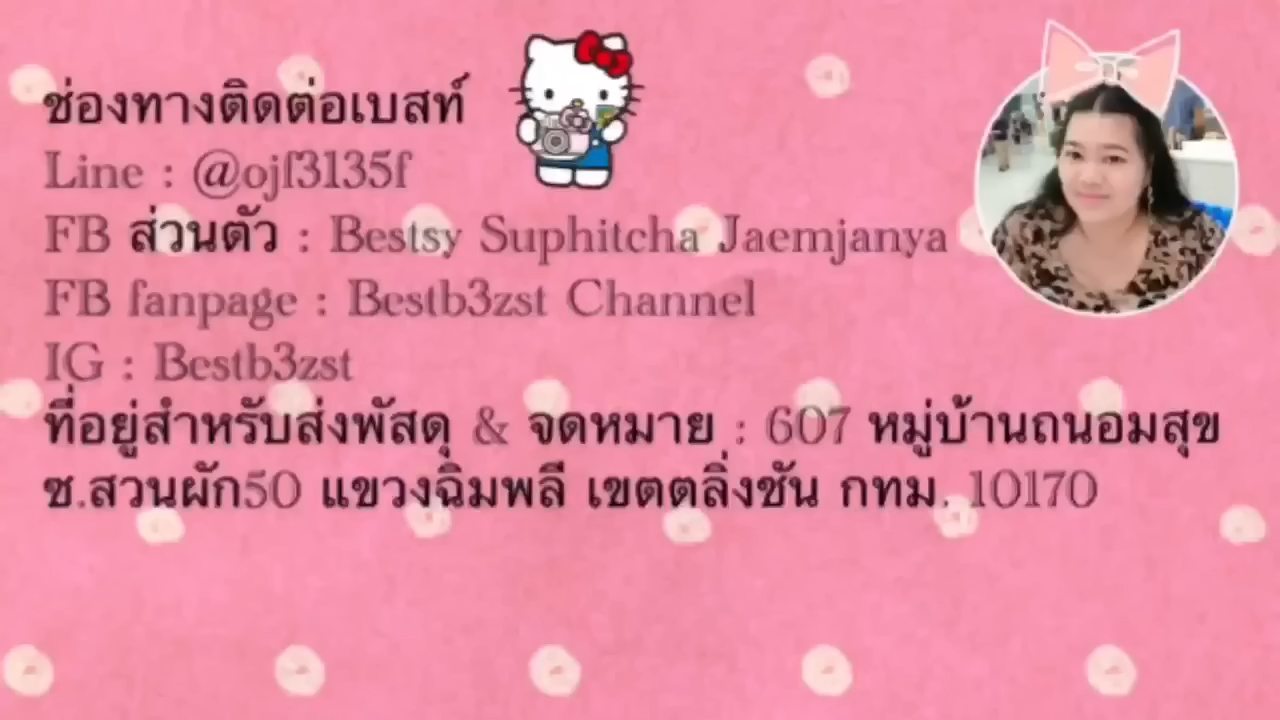 ช่องทางติดต่อเบสท์
Line : @ojf3135f
FB ส่วนตัว : Bestsy Suphitcha Jaemjanya
FB fanpage : Bestb3zst Channel
IG : Bestb3zst
ที่อยู่สำหรับส่งพัสดุ & จดหมาย : 607 หมู่บ้านถนอมสุข
ซ.สวนผัก50 แขวงฉิมพลี เขตตลิ่งชัน กทม. 10170